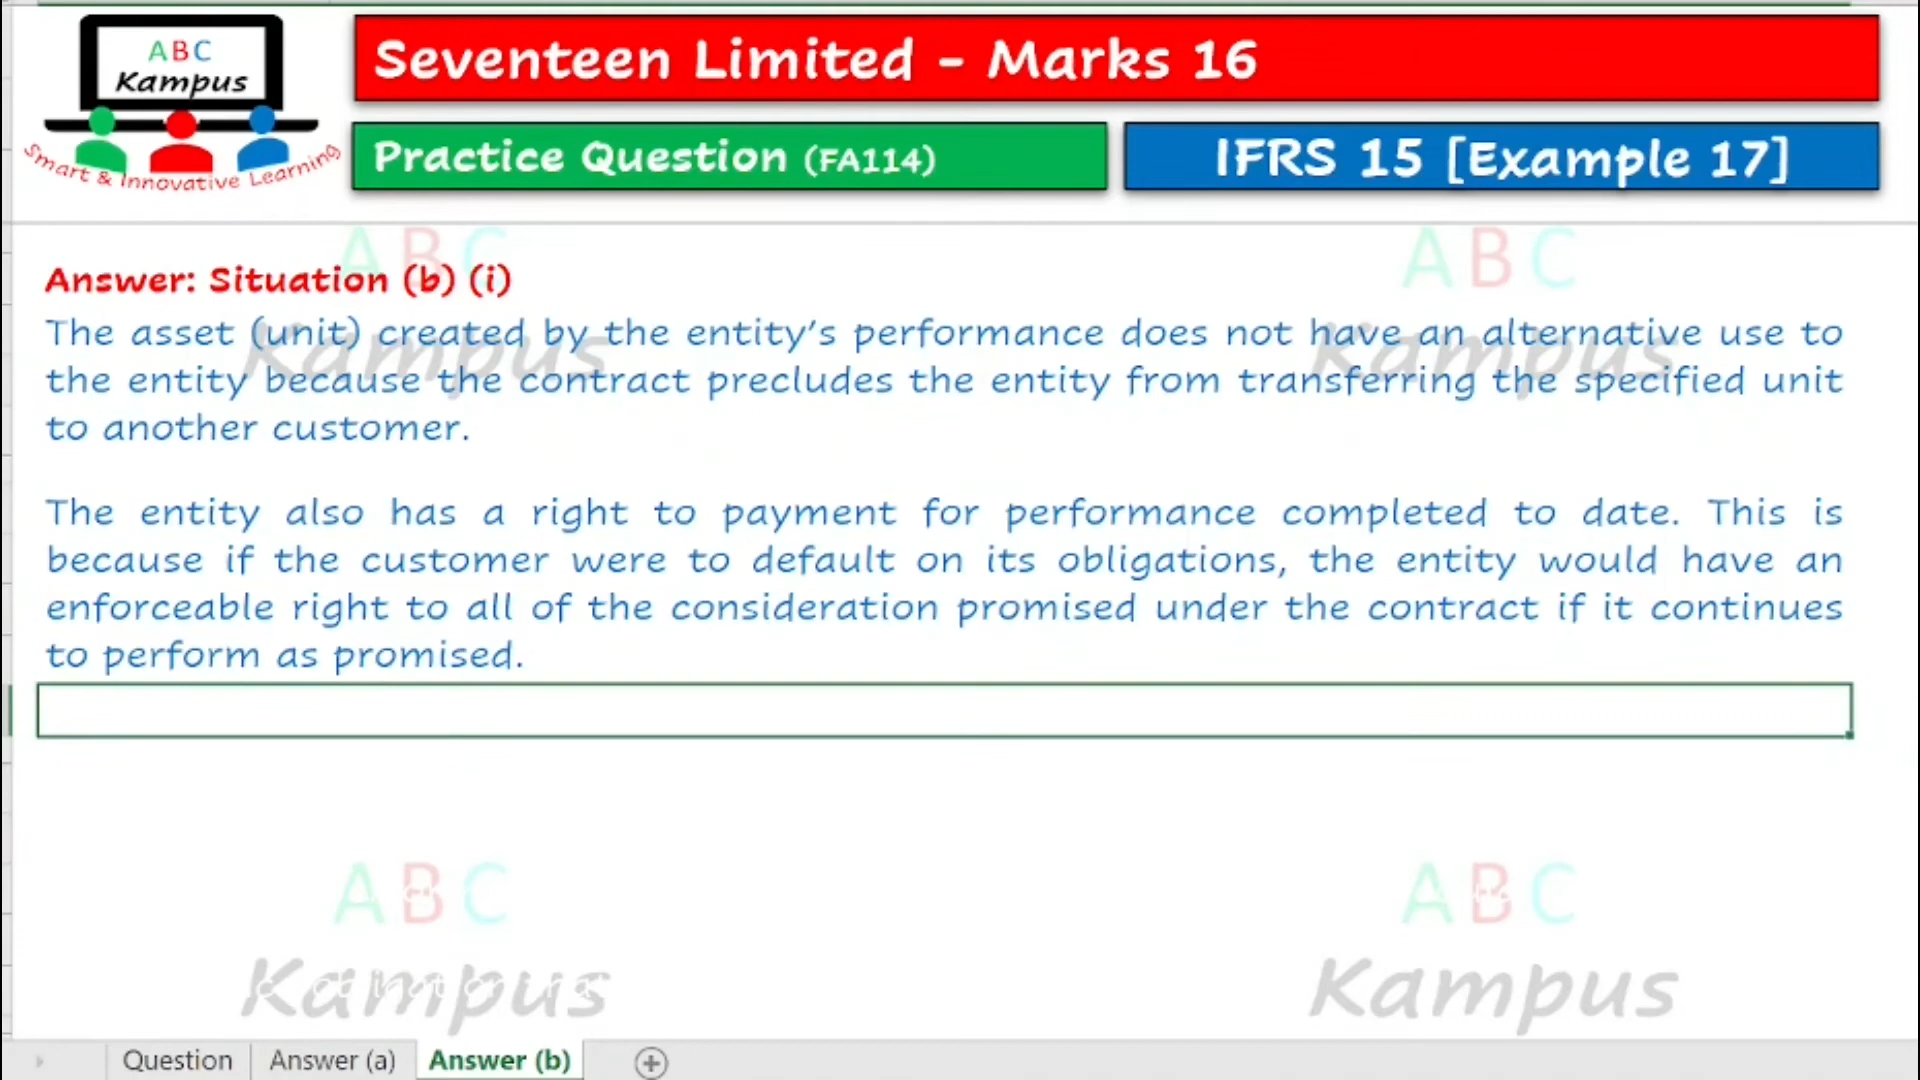 ABC
Kampus
Smart & Innovative Learning
Seventeen Limited - Marks 16
Practice Question (FA114)
IFRS 15 [Example 17]
ABC
Kampus
ABC
Kampus
Answer: Situation (b) (i)
The asset (unit) created by the entity's performance does not have an alternative use to
the entity because the contract precludes the entity from transferring the specified unit
to another customer.
The entity also has a right to payment for performance completed to date. This is
because if the customer were to default on its obligations, the entity would have an
enforceable right to all of the consideration promised under the contract if it continues
to perform as promised.
ABC
Kampus
ABC
Kampus
Question
Answer (a)
Answer (b)